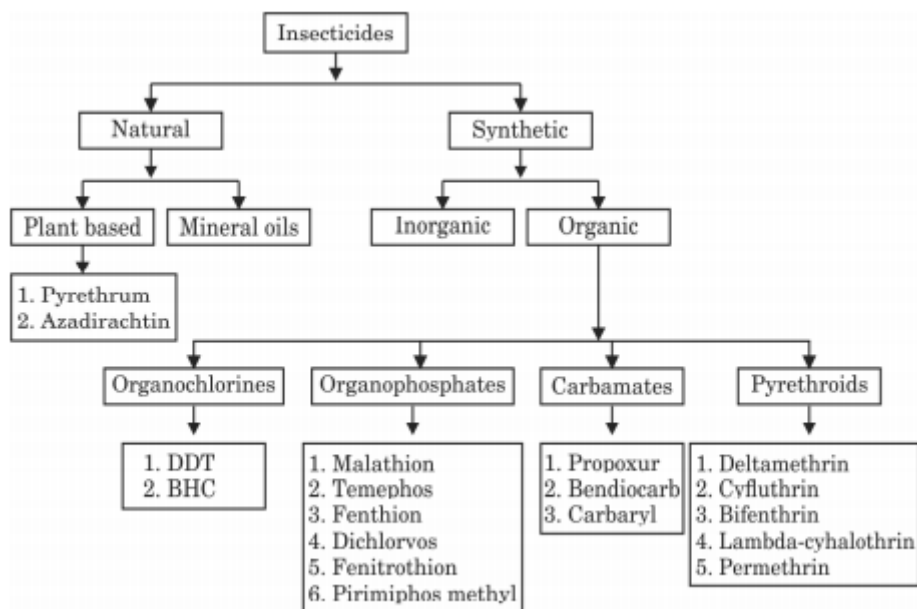 Insecticides
Natural
Synthetic
Plant based
Mineral oils
Inorganic
Organic
1. Pyrethrum
2. Azadirachtin
Organochlorines
Organophosphates
Carbamates
Pyrethroids
1. DDT
2. BHC
1. Malathion
2. Temephos
3. Fenthion
4. Dichlorvos
5. Fenitrothion
6. Pirimiphos methyl
1. Propoxur
2. Bendiocarb
3. Carbaryl
1. Deltamethrin
2. Cyfluthrin
3. Bifenthrin
4. Lambda-cyhalothrin
5. Permethrin